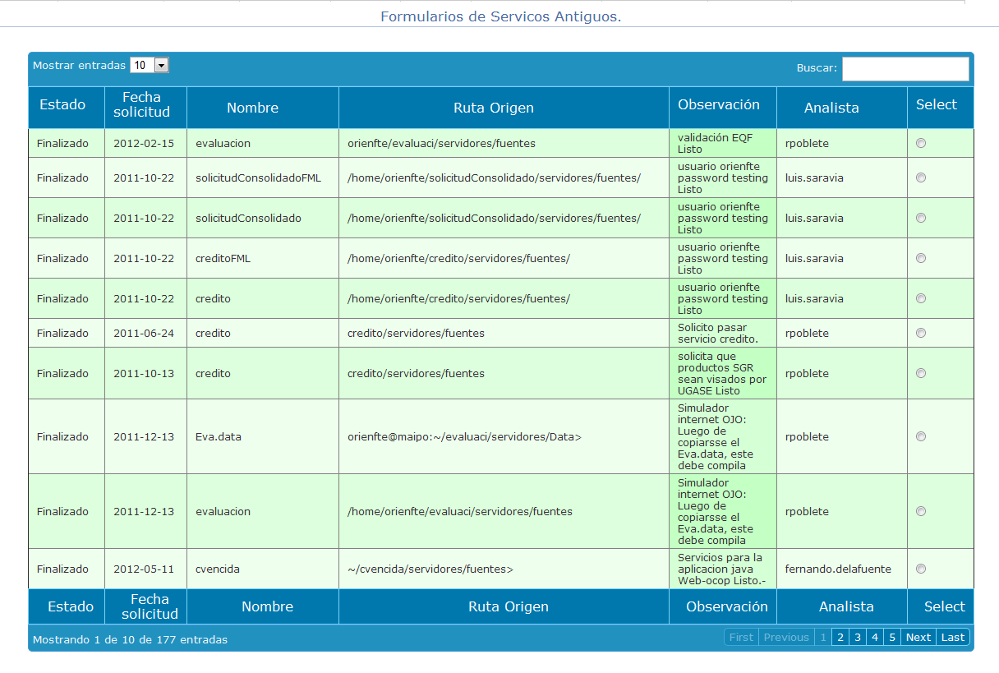 Formularios de Servicos Antiguos.
Mostrar entradas 10
Buscar:
Estado Fecha solicitud Nombre Ruta Origen Observación Analista Select
Finalizado 2012-02-15 evaluacion orienfte/evaluaci/servidores/fuentes validación EQF Listo rpoblete
Finalizado 2011-10-22 solicitudConsolidadoFML /home/orienfte/solicitudConsolidado/servidores/fuentes/ usuario orienfte password testing Listo luis.saravia
Finalizado 2011-10-22 solicitudConsolidado /home/orienfte/solicitudConsolidado/servidores/fuentes/ usuario orienfte password testing Listo luis.saravia
Finalizado 2011-10-22 creditoFML /home/orienfte/credito/servidores/fuentes/ usuario orienfte password testing Listo luis.saravia
Finalizado 2011-10-22 credito /home/orienfte/credito/servidores/fuentes/ usuario orienfte password testing Listo luis.saravia
Finalizado 2011-06-24 credito credito/servidores/fuentes Solicito pasar servicio credito. rpoblete
Finalizado 2011-10-13 credito credito/servidores/fuentes solicita que productos SGR sean visados por UGASE Listo rpoblete
Finalizado 2011-12-13 Eva.data orienfte@maipo:~/evaluaci/servidores/Data> Simulador internet OJO: Luego de copiarsse el Eva.data, este debe compila rpoblete
Finalizado 2011-12-13 evaluacion /home/orienfte/evaluaci/servidores/fuentes Simulador internet OJO: Luego de copiarsse el Eva.data, este debe compila rpoblete
Finalizado 2012-05-11 cvencida ~/cvencida/servidores/fuentes> Servicios para la aplicacion java Web-ocop Listo.- fernando.delafuente
Estado Fecha solicitud Nombre Ruta Origen Observación Analista Select
Mostrando 1 de 10 de 177 entradas
First Previous 1 2 3 4 5 Next Last